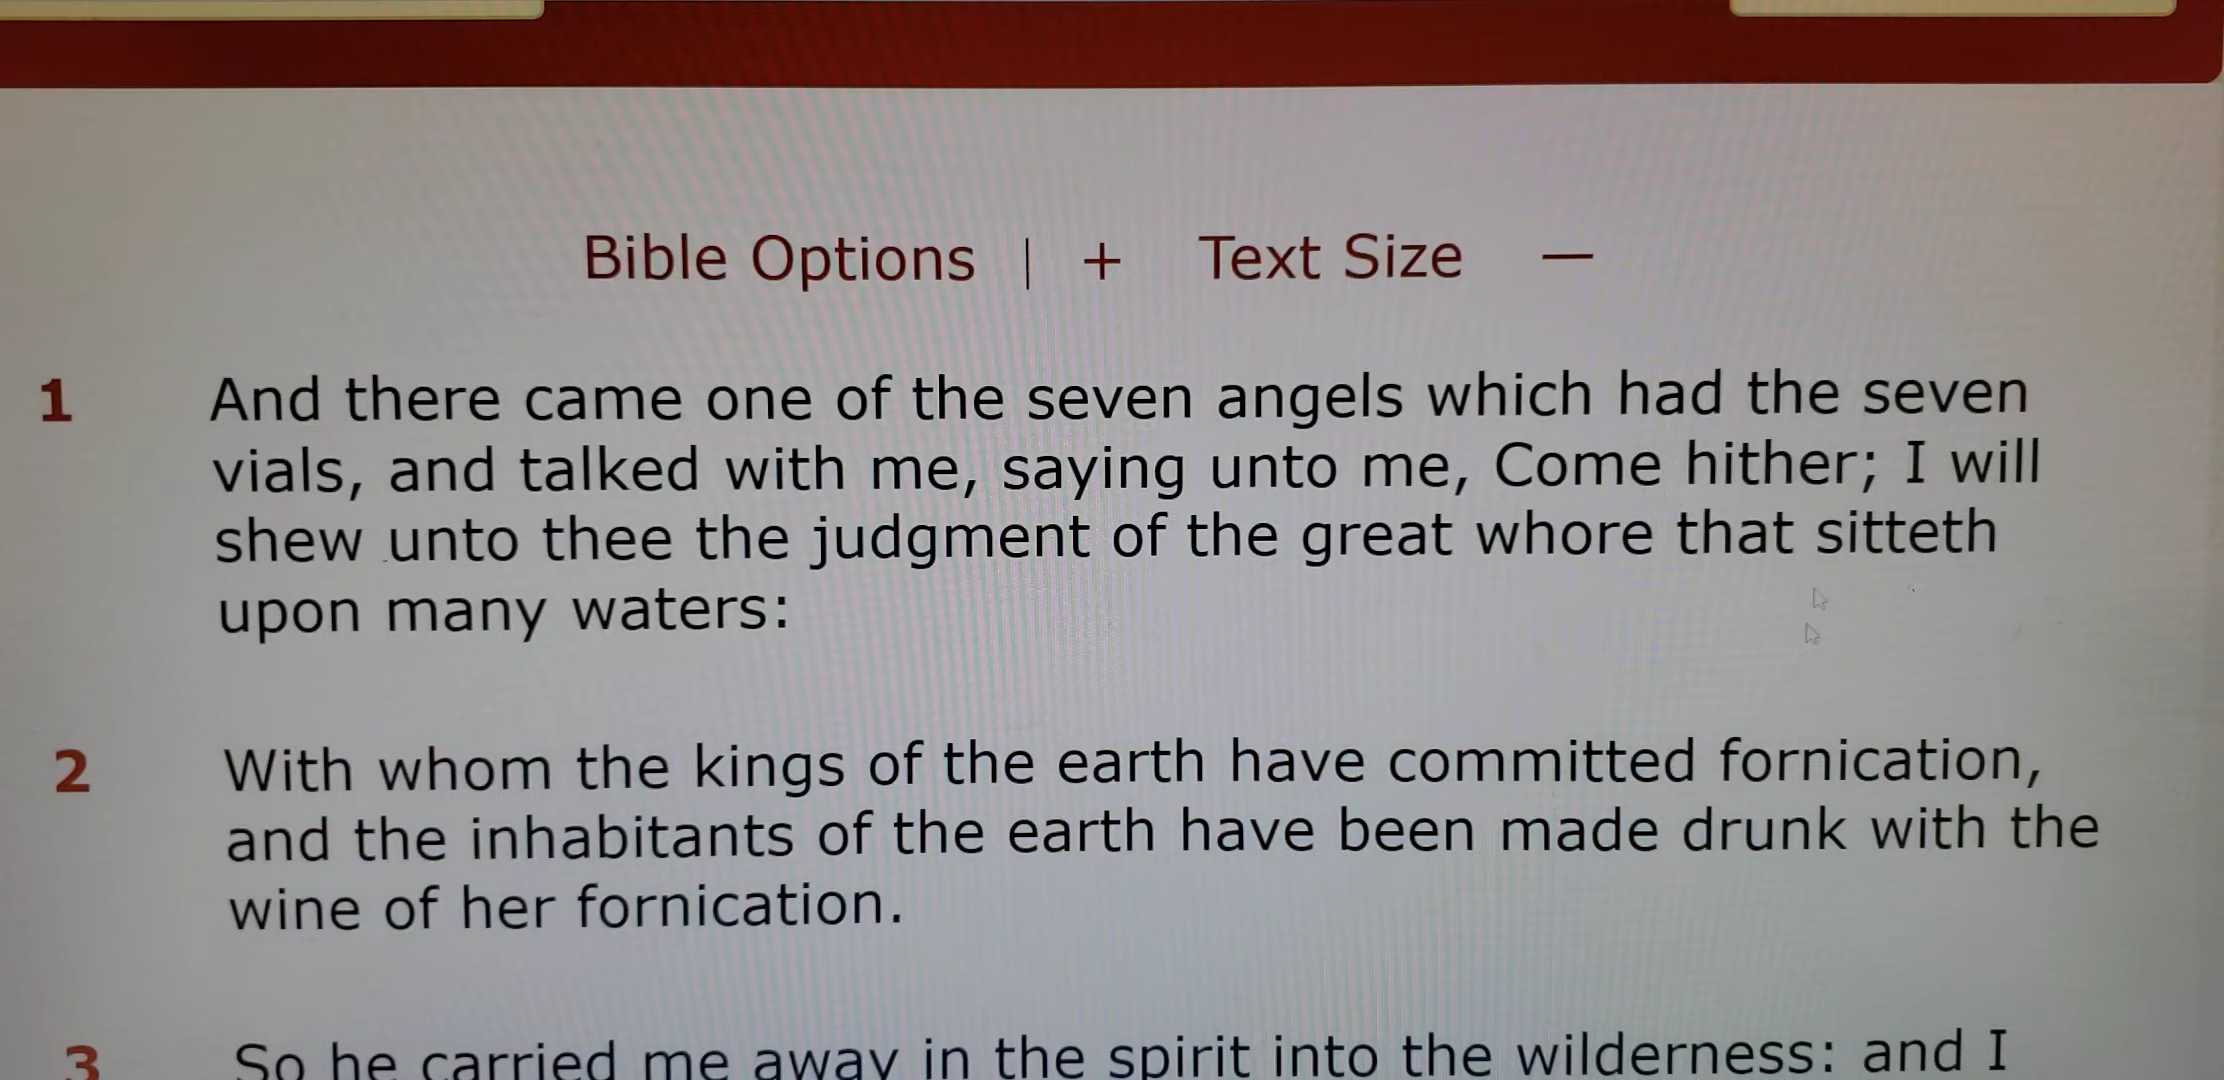 Bible Options | + Text Size —
1 And there came one of the seven angels which had the seven
vials, and talked with me, saying unto me, Come hither; I will
shew unto thee the judgment of the great whore that sitteth
upon many waters:
2 With whom the kings of the earth have committed fornication,
and the inhabitants of the earth have been made drunk with the
wine of her fornication.
3 So he carried me away in the spirit into the wilderness: and I